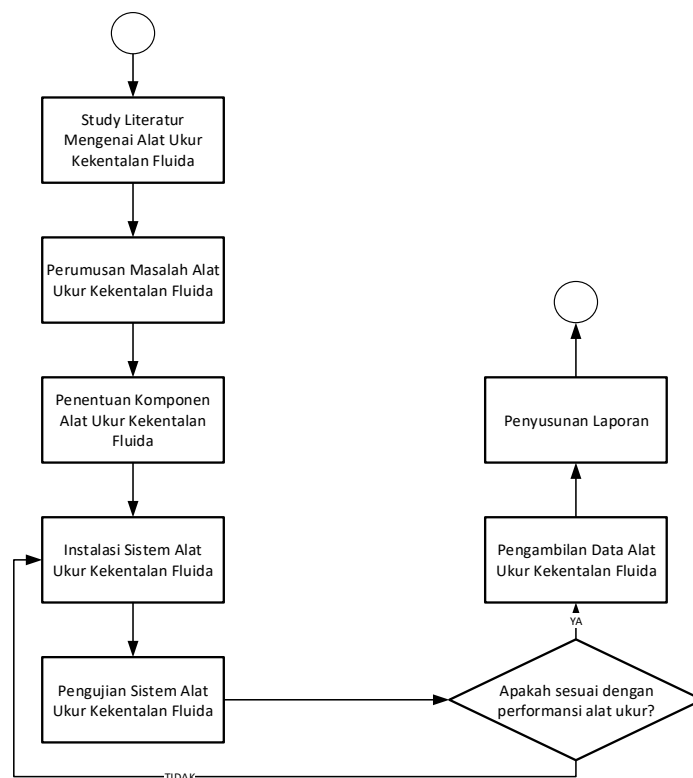 Study Literatur
Mengenai Alat Ukur
Kekentalan Fluida
Perumusan Masalah Alat
Ukur Kekentalan Fluida
Penentuan Komponen
Alat Ukur Kekentalan
Fluida
Instalasi Sistem Alat
Ukur Kekentalan Fluida
Pengujian Sistem Alat
Ukur Kekentalan Fluida
Apakah sesuai dengan
performansi alat ukur?
TIDAK
YA
Pengambilan Data Alat
Ukur Kekentalan Fluida
Penyusunan Laporan